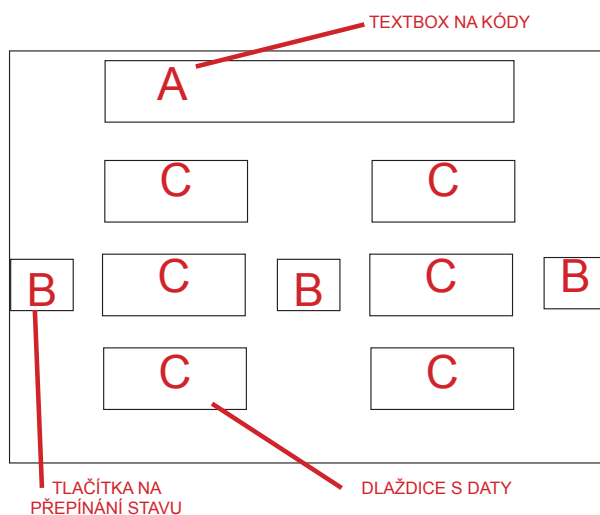 TEXTBOX NA KÓDY
A
C C
B C B C B
C C
TLAČÍTKA NA
PŘEPÍNÁNÍ STAVU
DLAŽDICE S DATY